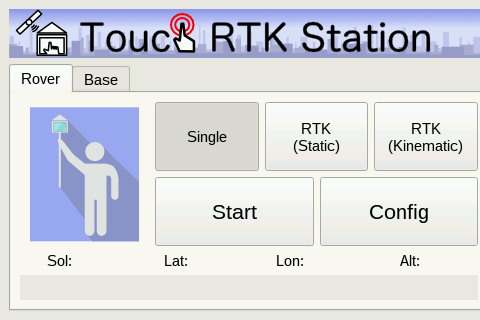 Touch RTK Station
Rover Base
Single
RTK
(Static)
RTK
(Kinematic)
Start
Config
Sol: Lat: Lon: Alt: